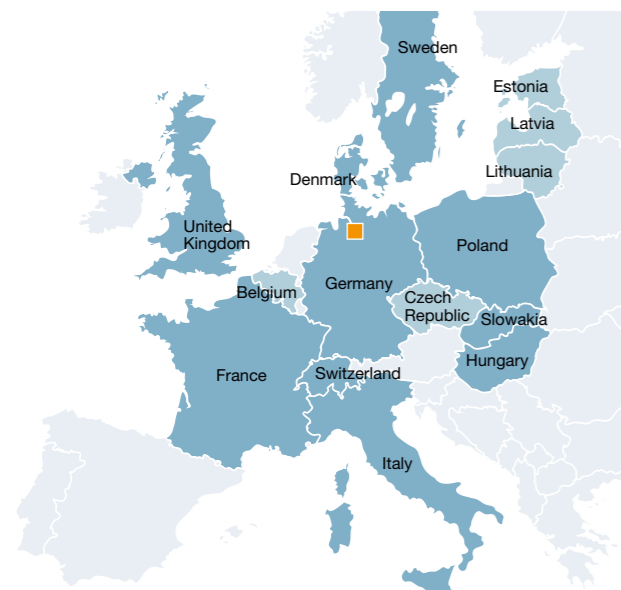 Sweden
Estonia
Latvia
Lithuania
Denmark
United
Kingdom
Poland
Germany
Belgium
Czech
Republic
Slowakia
Hungary
Switzerland
France
Italy